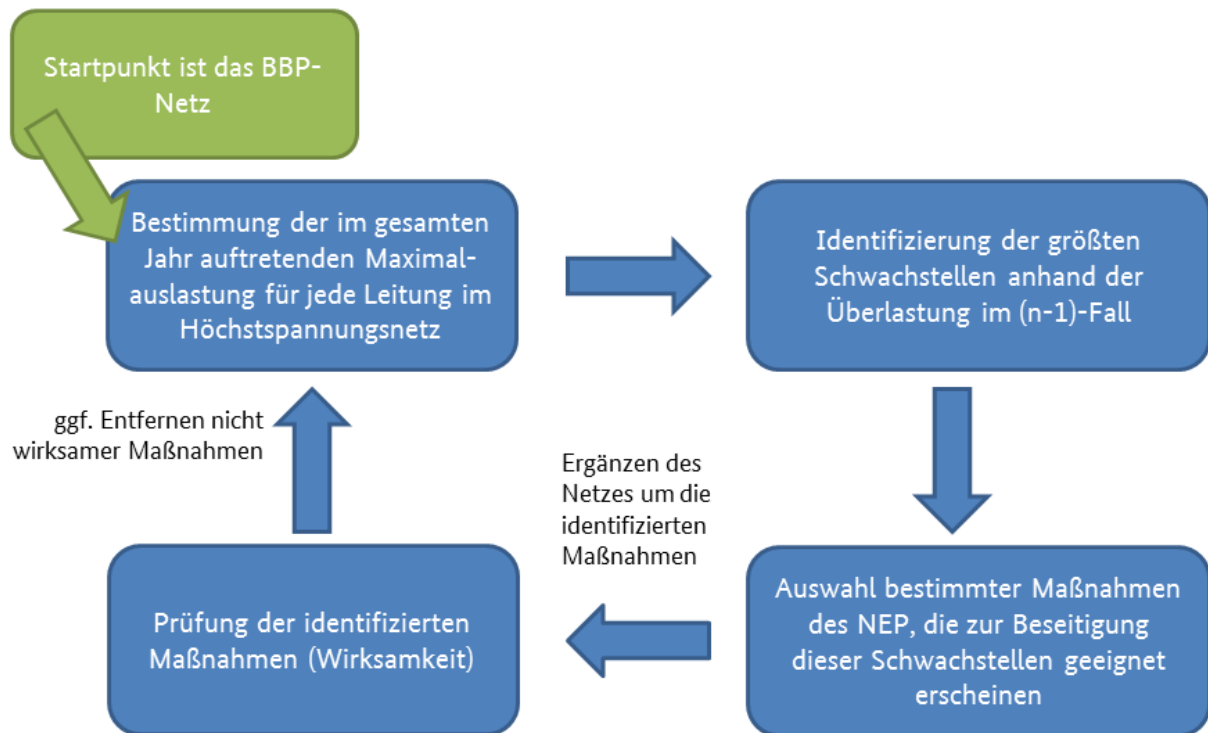 Startpunkt ist das BBP-
Netz
Bestimmung der im gesamten
Jahr auftretenden Maximal-
auslastung für jede Leitung im
Höchstspannungsnetz
Identifizierung der größten
Schwachstellen anhand der
Überlastung im (n-1)-Fall
Auswahl bestimmter Maßnahmen
des NEP, die zur Beseitigung
dieser Schwachstellen geeignet
erscheinen
Ergänzen des
Netzes um die
identifizierten
Maßnahmen
Prüfung der identifizierten
Maßnahmen (Wirksamkeit)
ggf. Entfernen nicht
wirksamer Maßnahmen